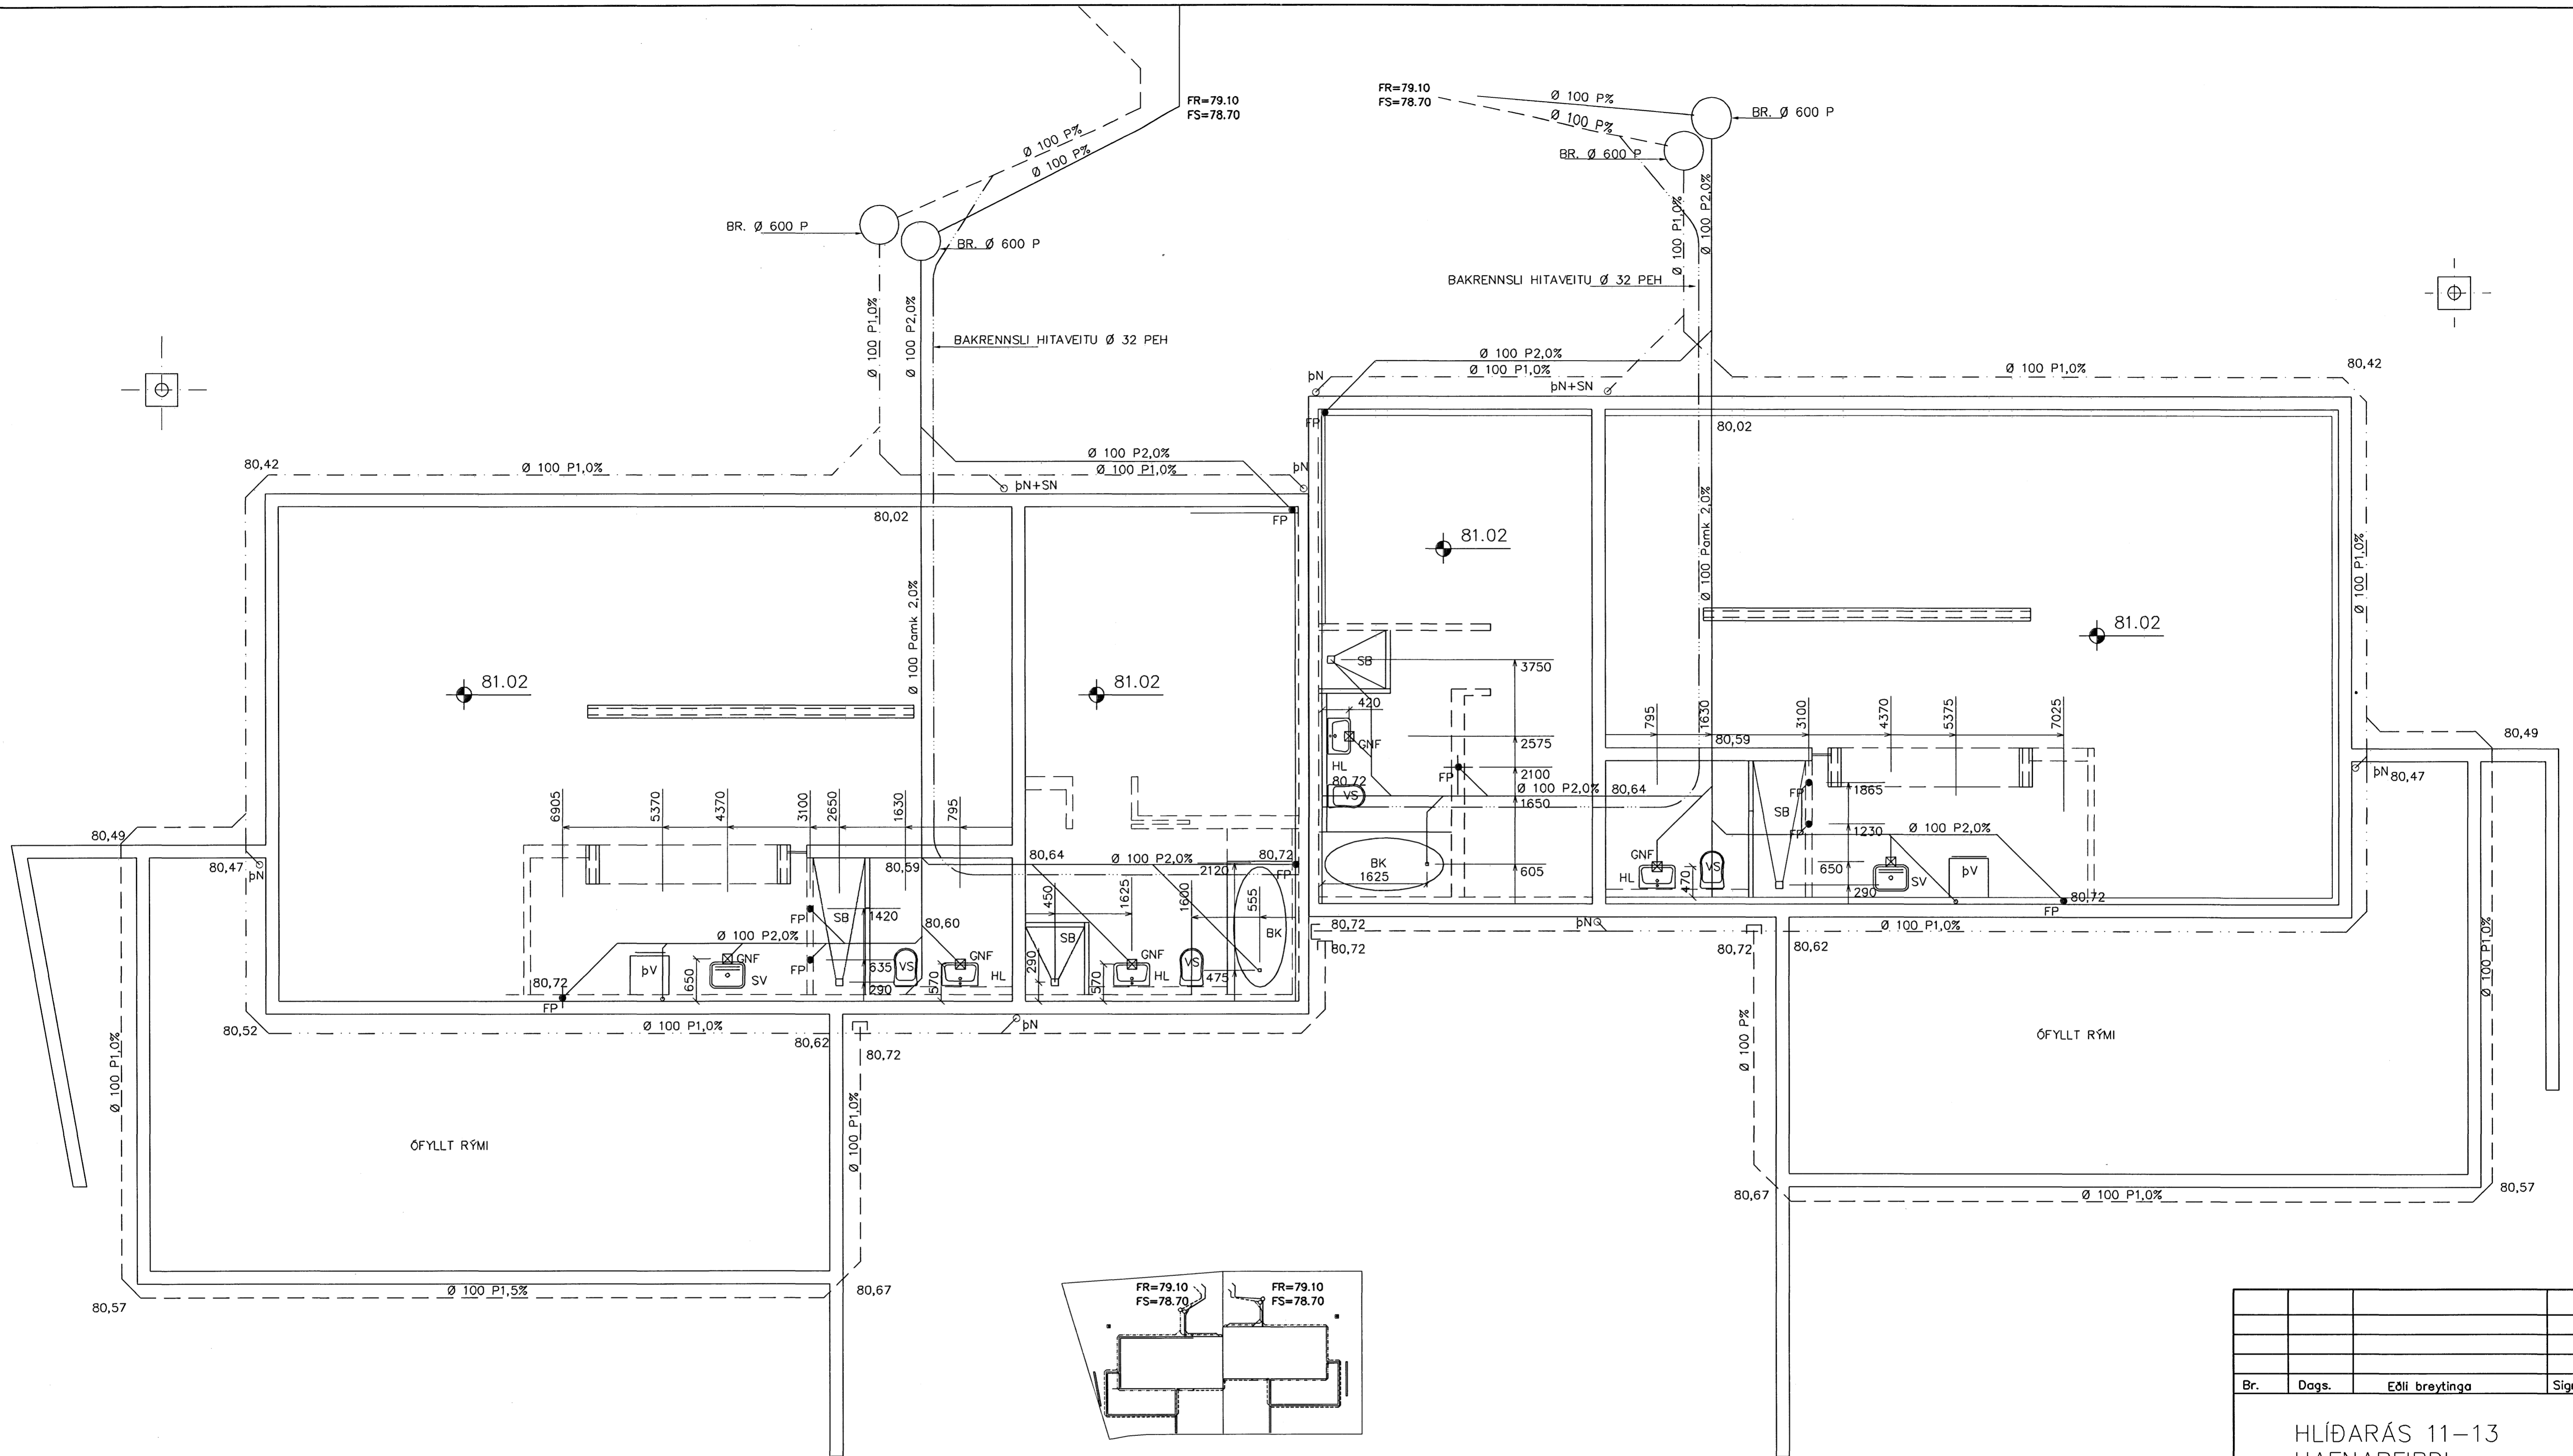 FR=79.10
FS=78.70
Ø 100 P%
Ø 100 P%
BR. Ø 600 P
BR. Ø 600 P
Ø 100 P1,0%
Ø 100 P2,0%
BAKRENNSLI HITAVEITU Ø 32 PEH
FR=79.10
FS=78.70
Ø 100 P%
Ø 100 P%
BR. Ø 600 P
BR. Ø 600 P
Ø 100 P1,0%
Ø 100 P2,0%
BAKRENNSLI HITAVEITU Ø 32 PEH
80,42
Ø 100 P1,0%
Ø 100 P2,0%
Ø 100 P1,0%
þN
þN+SN
80,02
FP
Ø 100 P2,0%
Ø 100 P1,0%
þN
þN+SN
Ø 100 P1,0%
80,42
FP
80,02
81.02
81.02
Ø 100 Pamk 2,0%
81.02
81.02
Ø 100 Pamk 2,0%
Ø 100 P1,0%
SB
3750
420
GNF
2575
HL
FP
2100
80,72
VS
Ø 100 P2,0%
1650
80,64
BK
1625
605
795
1630
3100
4370
5375
7025
80,59
80,49
þN
80,47
SB
FP
1865
FP
1230
Ø 100 P2,0%
GNF
HL
470
VS
650
290
SV
þV
80,72
FP
6905
5370
4370
3100
2650
1630
795
80,49
80,47
þN
80,59
80,64
Ø 100 P2,0%
80,72
2120
FP
450
1625
1600
555
FP
SB
1420
80,60
Ø 100 P2,0%
FP
635
VS
GNF
HL
570
290
SB
290
GNF
HL
570
VS
475
BK
80,72
FP
þV
650
GNF
SV
80,52
Ø 100 P1,0%
80,62
80,72
þN
80,72
80,72
þN
80,72
80,62
Ø 100 P1,0%
Ø 100 P1,0%
Ø 100 P1,0%
Ø 100 P1,0%
ÓFYLLT RÝMI
80,57
Ø 100 P1,5%
80,67
Ø 100 P%
ÓFYLLT RÝMI
80,67
Ø 100 P1,0%
80,57
FR=79.10
FS=78.70
FR=79.10
FS=78.70
Br.
Dags.
Eðli breytinga
HLÍÐARÁS 11–13